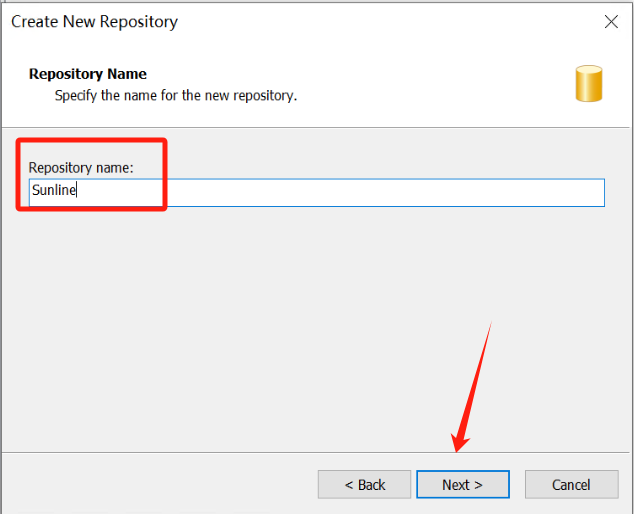 Create New Repository
Repository Name
Specify the name for the new repository.
Repository name:
Sunline
< Back
Next >
Cancel